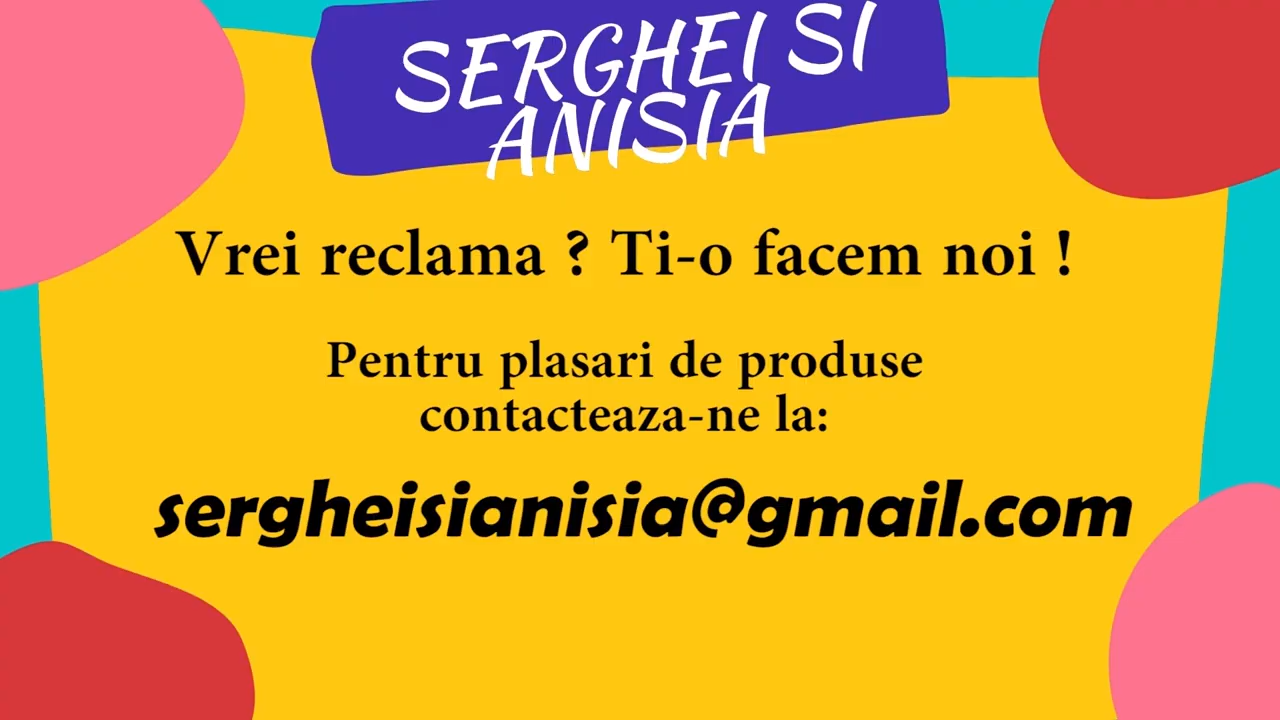 SERGHEI SI
ANISIA
Vrei reclama ? Ti-o facem noi !
Pentru plasari de produse
contacteaza-ne la:
sergheisianisia@gmail.com